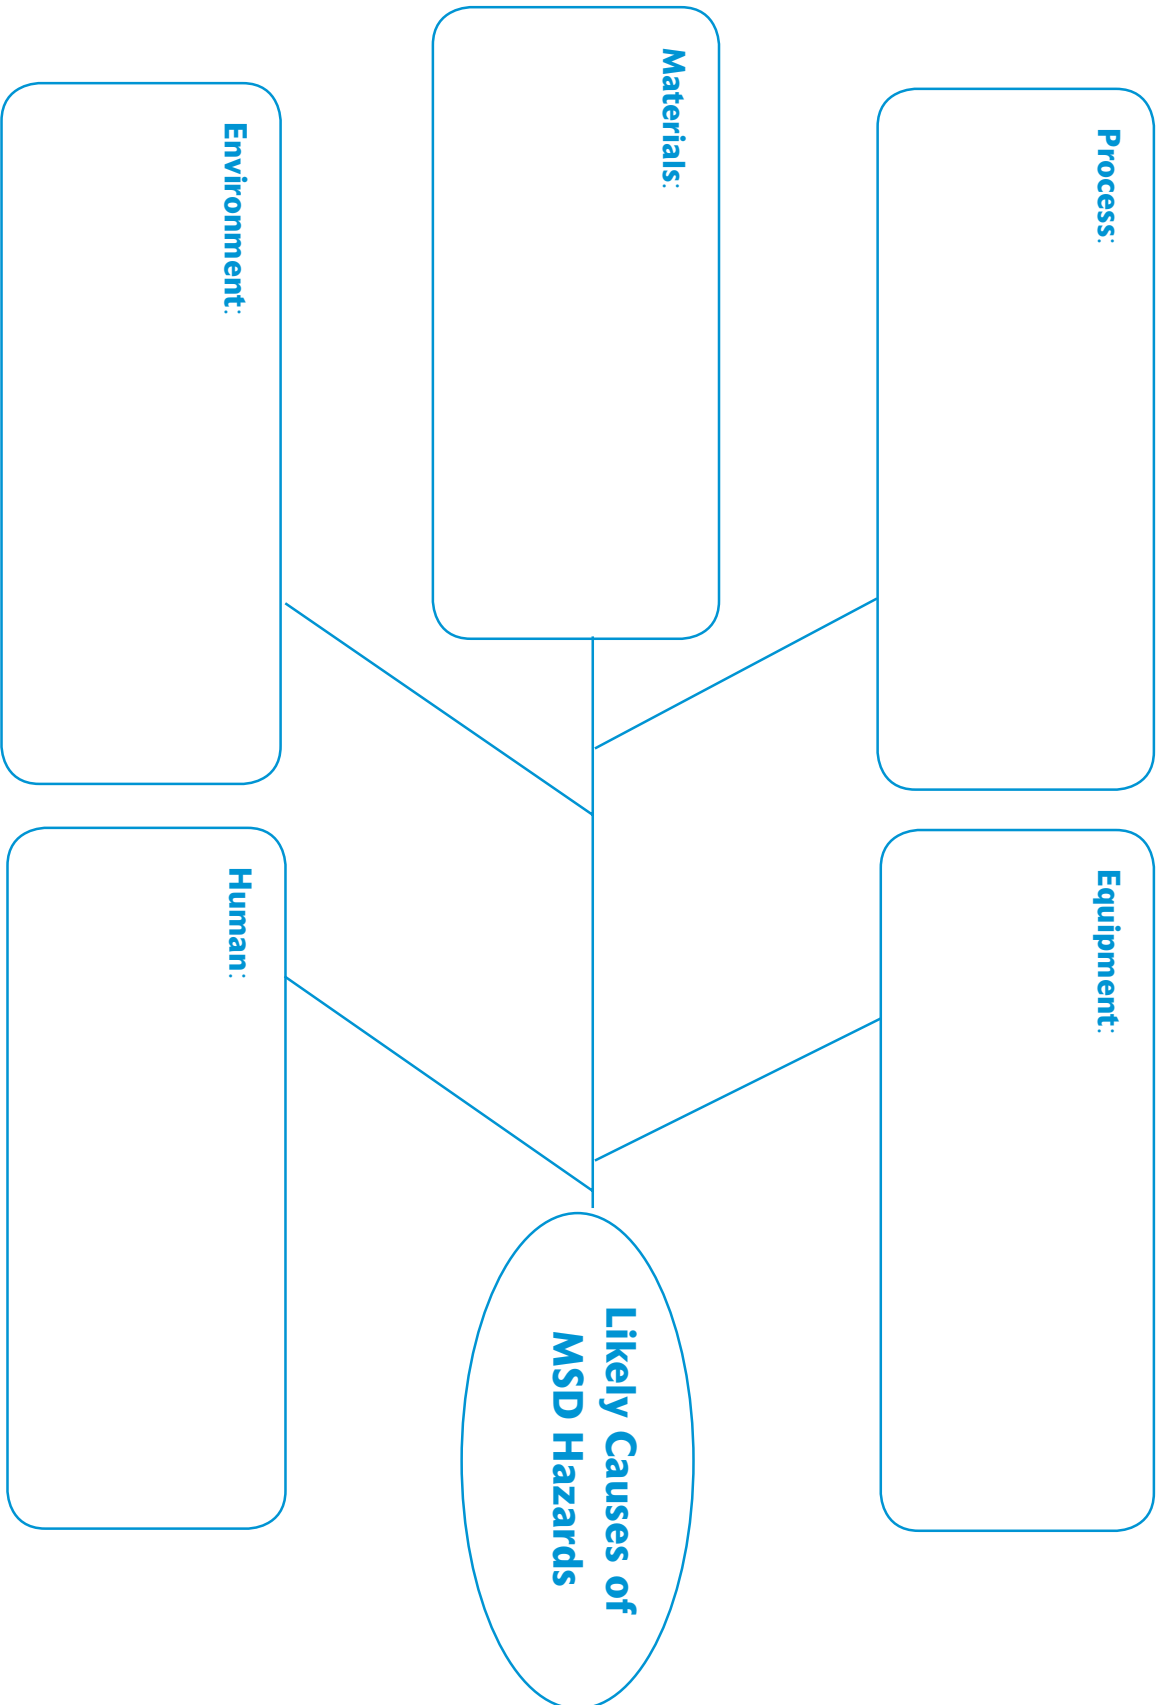 Process:
Equipment:
Materials:
Likely Causes of
MSD Hazards
Environment:
Human: